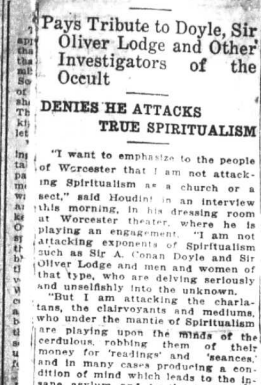 Pays Tribute to Doyle, Sir
Oliver Lodge and Other
Investigators of the
Occult
DENIES HE ATTACKS
TRUE SPIRITUALISM
"I want to emphasize to the people
of Worcester that I am not attack-
ing Spiritualism as a church or a
sect," said Houdini in an interview
this morning, in his dressing room
at Worcester theater, where he is
playing an engagement. "I am not
attacking exponents of Spiritualism
such as Sir A. Conan Doyle and Sir
Oliver Lodge and men and women of
that type, who are delving seriously
and unselfishly into the unknown.
"But I am attacking the charla-
tans, the clairvoyants and mediums,
who under the mantle of Spiritualism
are playing upon the minds of the
cerdulous, robbing them of their
money for 'readings' and 'seances,'
and in many cases producing a con-
dition of mind which leads to the in-